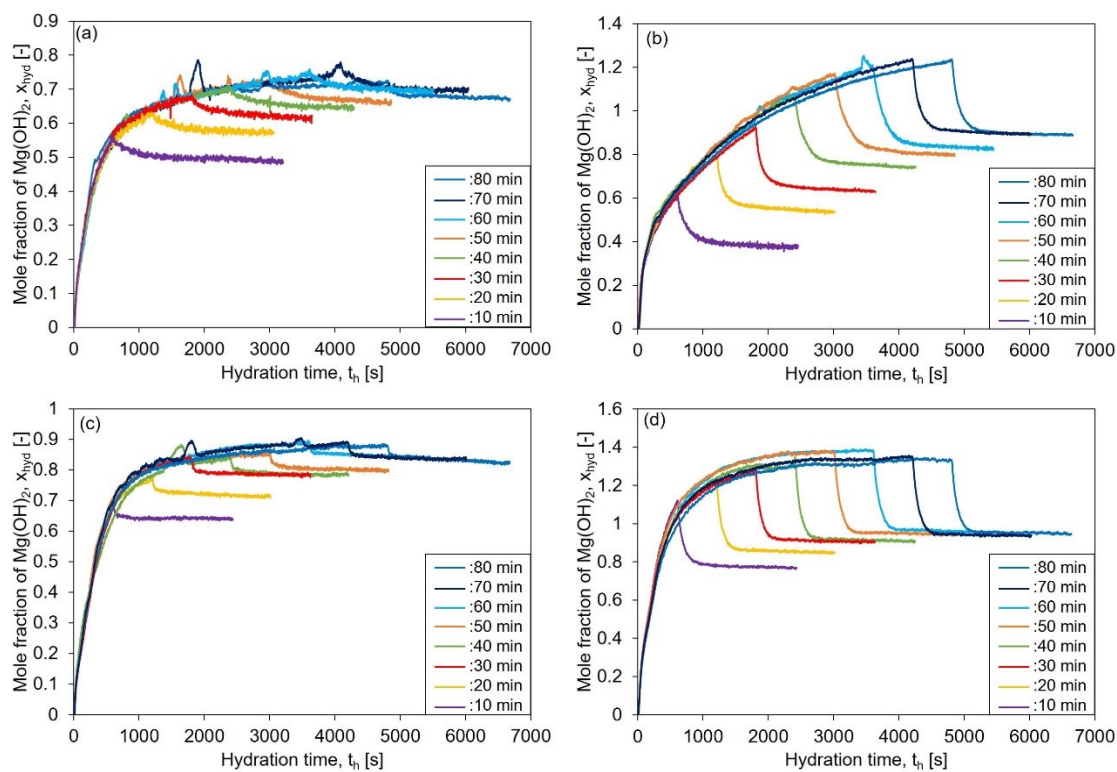 (a)
Mole fraction of Mg(OH)2, xhyd [-]
0.9
0.8
0.7
0.6
0.5
0.4
0.3
0.2
0.1
0
:80 min
:70 min
:60 min
:50 min
:40 min
:30 min
:20 min
:10 min
0 1000 2000 3000 4000 5000 6000 7000
Hydration time, th [s]
(b)
Mole fraction of Mg(OH)2, xhyd [-]
1.4
1.2
1
0.8
0.6
0.4
0.2
0
:80 min
:70 min
:60 min
:50 min
:40 min
:30 min
:20 min
:10 min
0 1000 2000 3000 4000 5000 6000 7000
Hydration time, th [s]
(c)
Mole fraction of Mg(OH)2, xhyd [-]
1
0.9
0.8
0.7
0.6
0.5
0.4
0.3
0.2
0.1
0
:80 min
:70 min
:60 min
:50 min
:40 min
:30 min
:20 min
:10 min
0 1000 2000 3000 4000 5000 6000 7000
Hydration time, th [s]
(d)
Mole fraction of Mg(OH)2, xhyd [-]
1.6
1.4
1.2
1
0.8
0.6
0.4
0.2
0
:80 min
:70 min
:60 min
:50 min
:40 min
:30 min
:20 min
:10 min
0 1000 2000 3000 4000 5000 6000 7000
Hydration time, th [s]